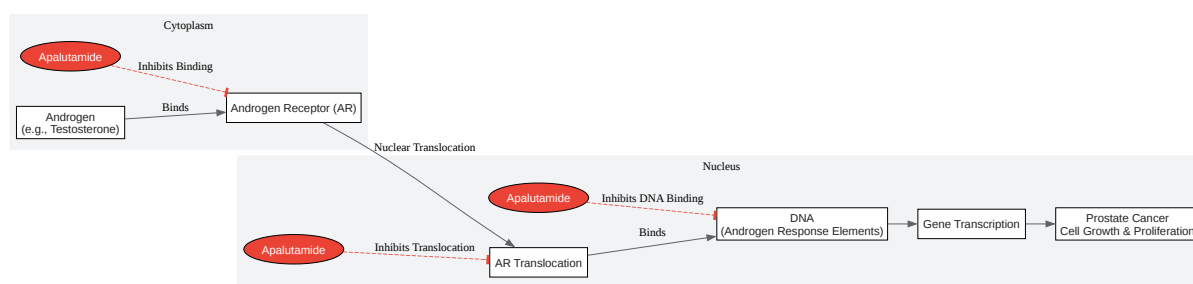 Cytoplasm
Apalutamide
Inhibits Binding
Androgen
(e.g., Testosterone)
Binds
Androgen Receptor (AR)
Nuclear Translocation
Nucleus
Apalutamide
Inhibits DNA Binding
Apalutamide
Inhibits Translocation
AR Translocation
Binds
DNA
(Androgen Response Elements)
Gene Transcription
Prostate Cancer
Cell Growth & Proliferation